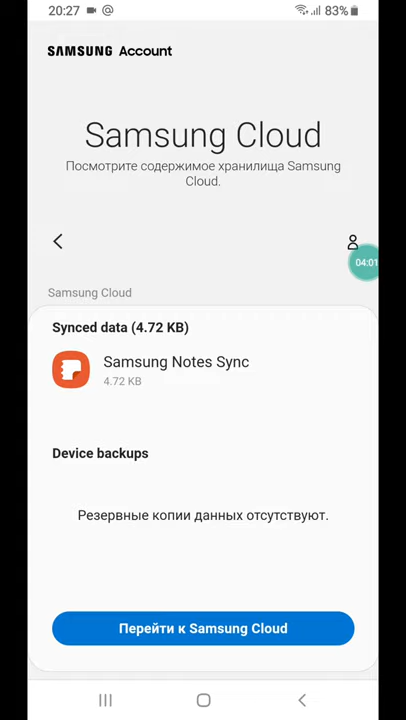 20:27
83%
SAMSUNG Account
Samsung Cloud
Посмотрите содержимое хранилища Samsung
Cloud.
04:01
Samsung Cloud
Synced data (4.72 KB)
Samsung Notes Sync
4.72 KB
Device backups
Резервные копии данных отсутствуют.
Перейти к Samsung Cloud